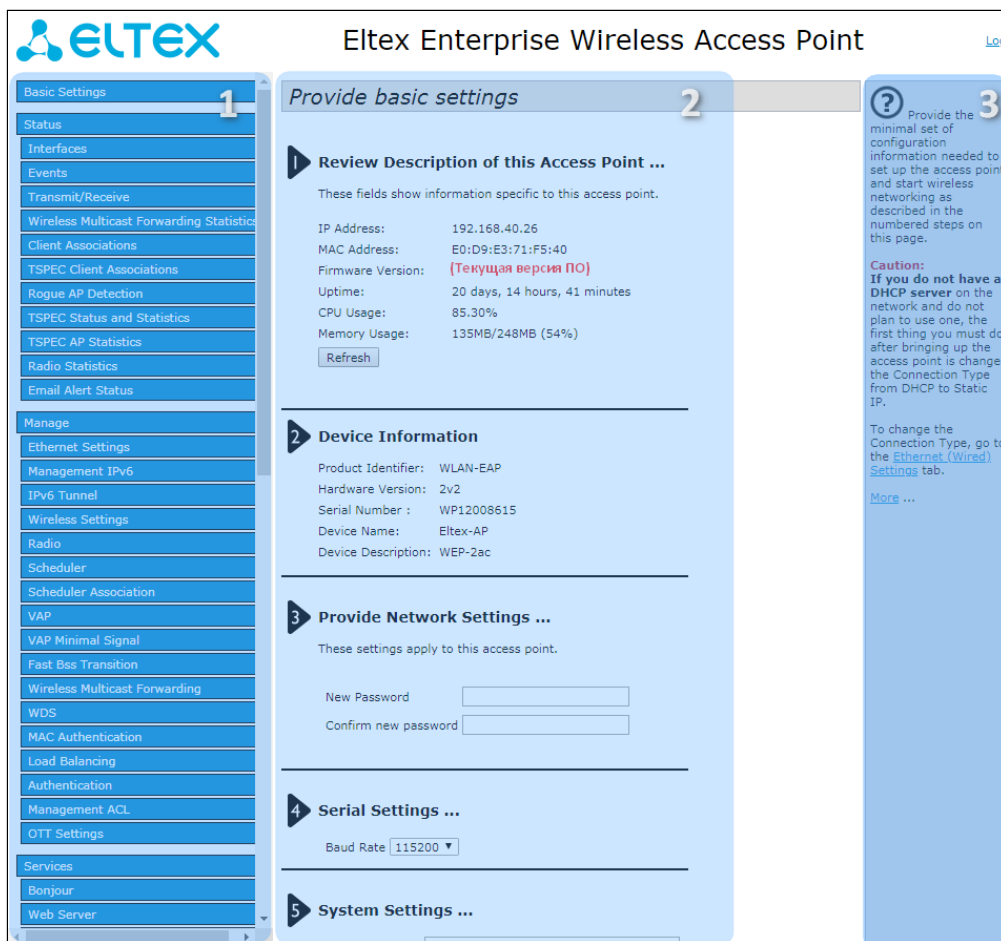 ELTEX
Eltex Enterprise Wireless Access Point
Basic Settings
1
Status
Interfaces
Events
Transmit/Receive
Wireless Multicast Forwarding Statistics
Client Associations
TSPEC Client Associations
Rogue AP Detection
TSPEC Status and Statistics
TSPEC AP Statistics
Radio Statistics
Email Alert Status
Manage
Ethernet Settings
Management IPv6
IPv6 Tunnel
Wireless Settings
Radio
Scheduler
Scheduler Association
VAP
VAP Minimal Signal
Fast Bss Transition
Wireless Multicast Forwarding
WDS
MAC Authentication
Load Balancing
Authentication
Management ACL
OTT Settings
Services
Bonjour
Web Server
Provide basic settings
2
1 Review Description of this Access Point ...
These fields show information specific to this access point.
IP Address: 192.168.40.26
MAC Address: E0:D9:E3:71:F5:40
Firmware Version: (Текущая версия ПО)
Uptime: 20 days, 14 hours, 41 minutes
CPU Usage: 85.30%
Memory Usage: 135MB/248MB (54%)
Refresh
2 Device Information
Product Identifier: WLAN-EAP
Hardware Version: 2v2
Serial Number : WP12008615
Device Name: Eltex-AP
Device Description: WEP-2ac
3 Provide Network Settings ...
These settings apply to this access point.
New Password
Confirm new password
4 Serial Settings ...
Baud Rate 115200
5 System Settings ...
3
? Provide the
minimal set of
configuration
information needed to
set up the access point
and start wireless
networking as
described in the
numbered steps on
this page.
Caution:
If you do not have a
DHCP server on the
network and do not
plan to use one, the
first thing you must do
after bringing up the
access point is change
the Connection Type
from DHCP to Static
IP.
To change the
Connection Type, go to
the Ethernet (Wired)
Settings tab.
More ...